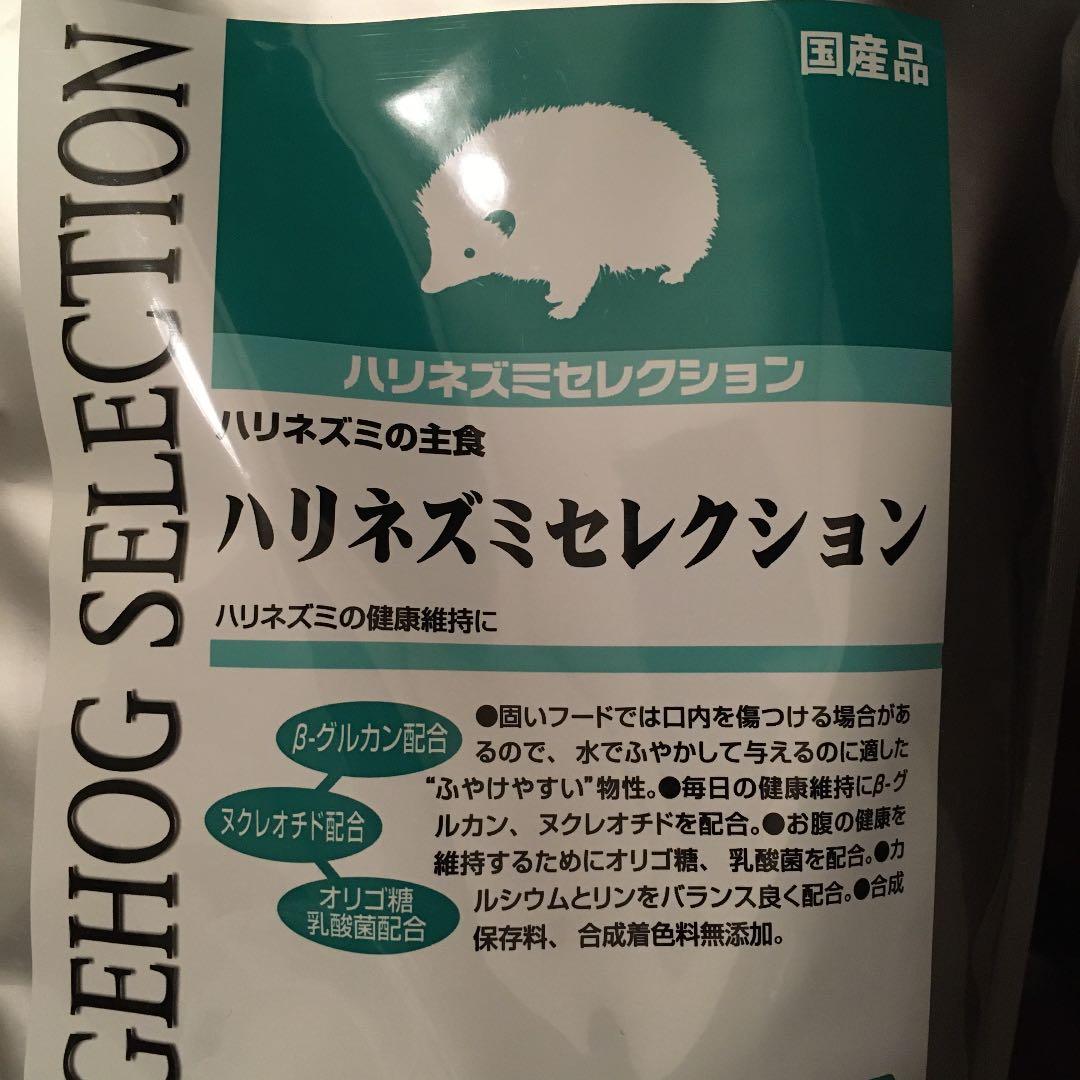 GEHOG SELECTION
国産品
ハリネズミセレクション
ハリネズミの主食
ハリネズミセレクション
ハリネズミの健康維持に
β-グルカン配合
ヌクレオチド配合
オリゴ糖
乳酸菌配合
●固いフードでは口内を傷つける場合があ
るので、水でふやかして与えるのに適した
“ふやけやすい”物性。●毎日の健康維持にβ-グ
ルカン、ヌクレオチドを配合。●お腹の健康を
維持するためにオリゴ糖、乳酸菌を配合。●カ
ルシウムとリンをバランス良く配合。●合成
保存料、合成着色料無添加。